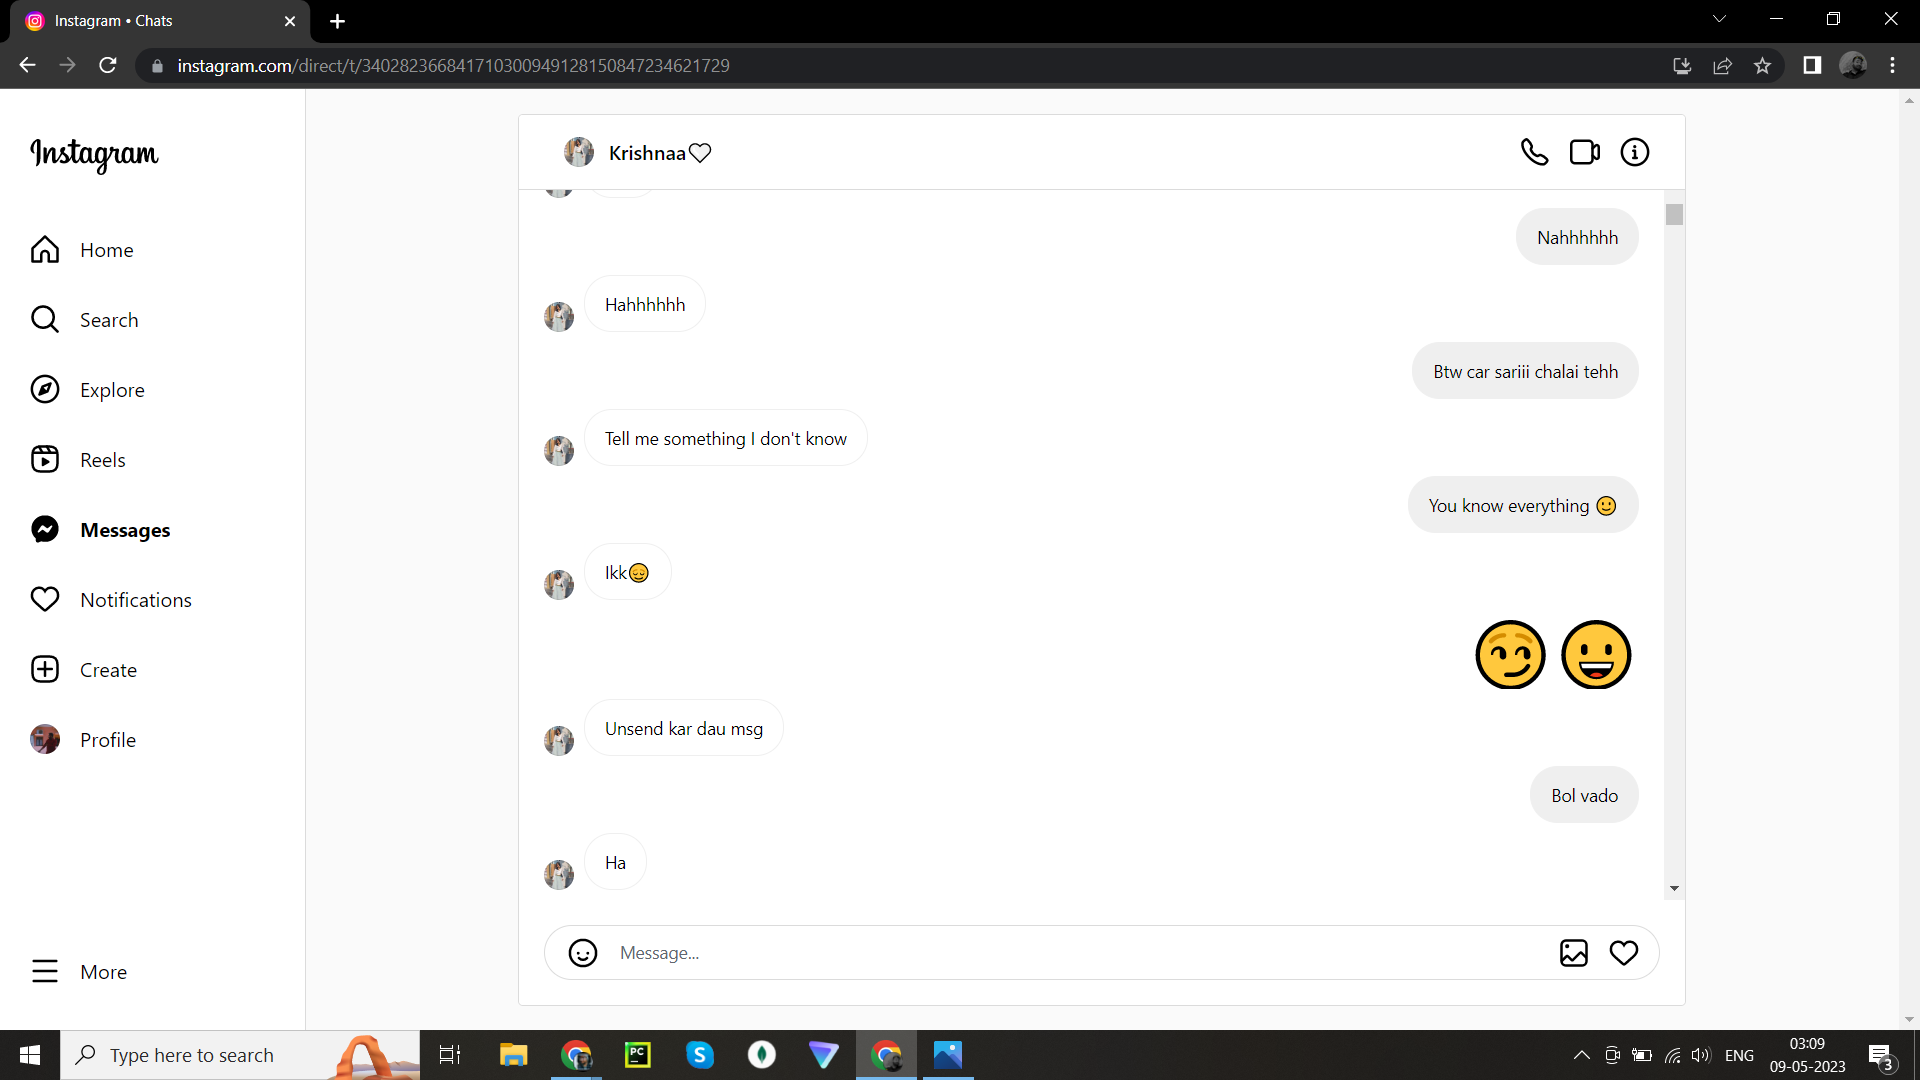 Instagram • Chats
instagram.com/direct/t/340282366841710300949128150847234621729
Instagram
Home
Search
Explore
Reels
Messages
Notifications
Create
Profile
More
Krishnaa♡
Nahhhhhh
Hahhhhhh
Btw car sariii chalai tehh
Tell me something I don't know
You know everything 🙂
Ikk😌
😏😀
Unsend kar dau msg
Bol vado
Ha
Message...
Type here to search
PC
S
ENG
03:09
09-05-2023
3